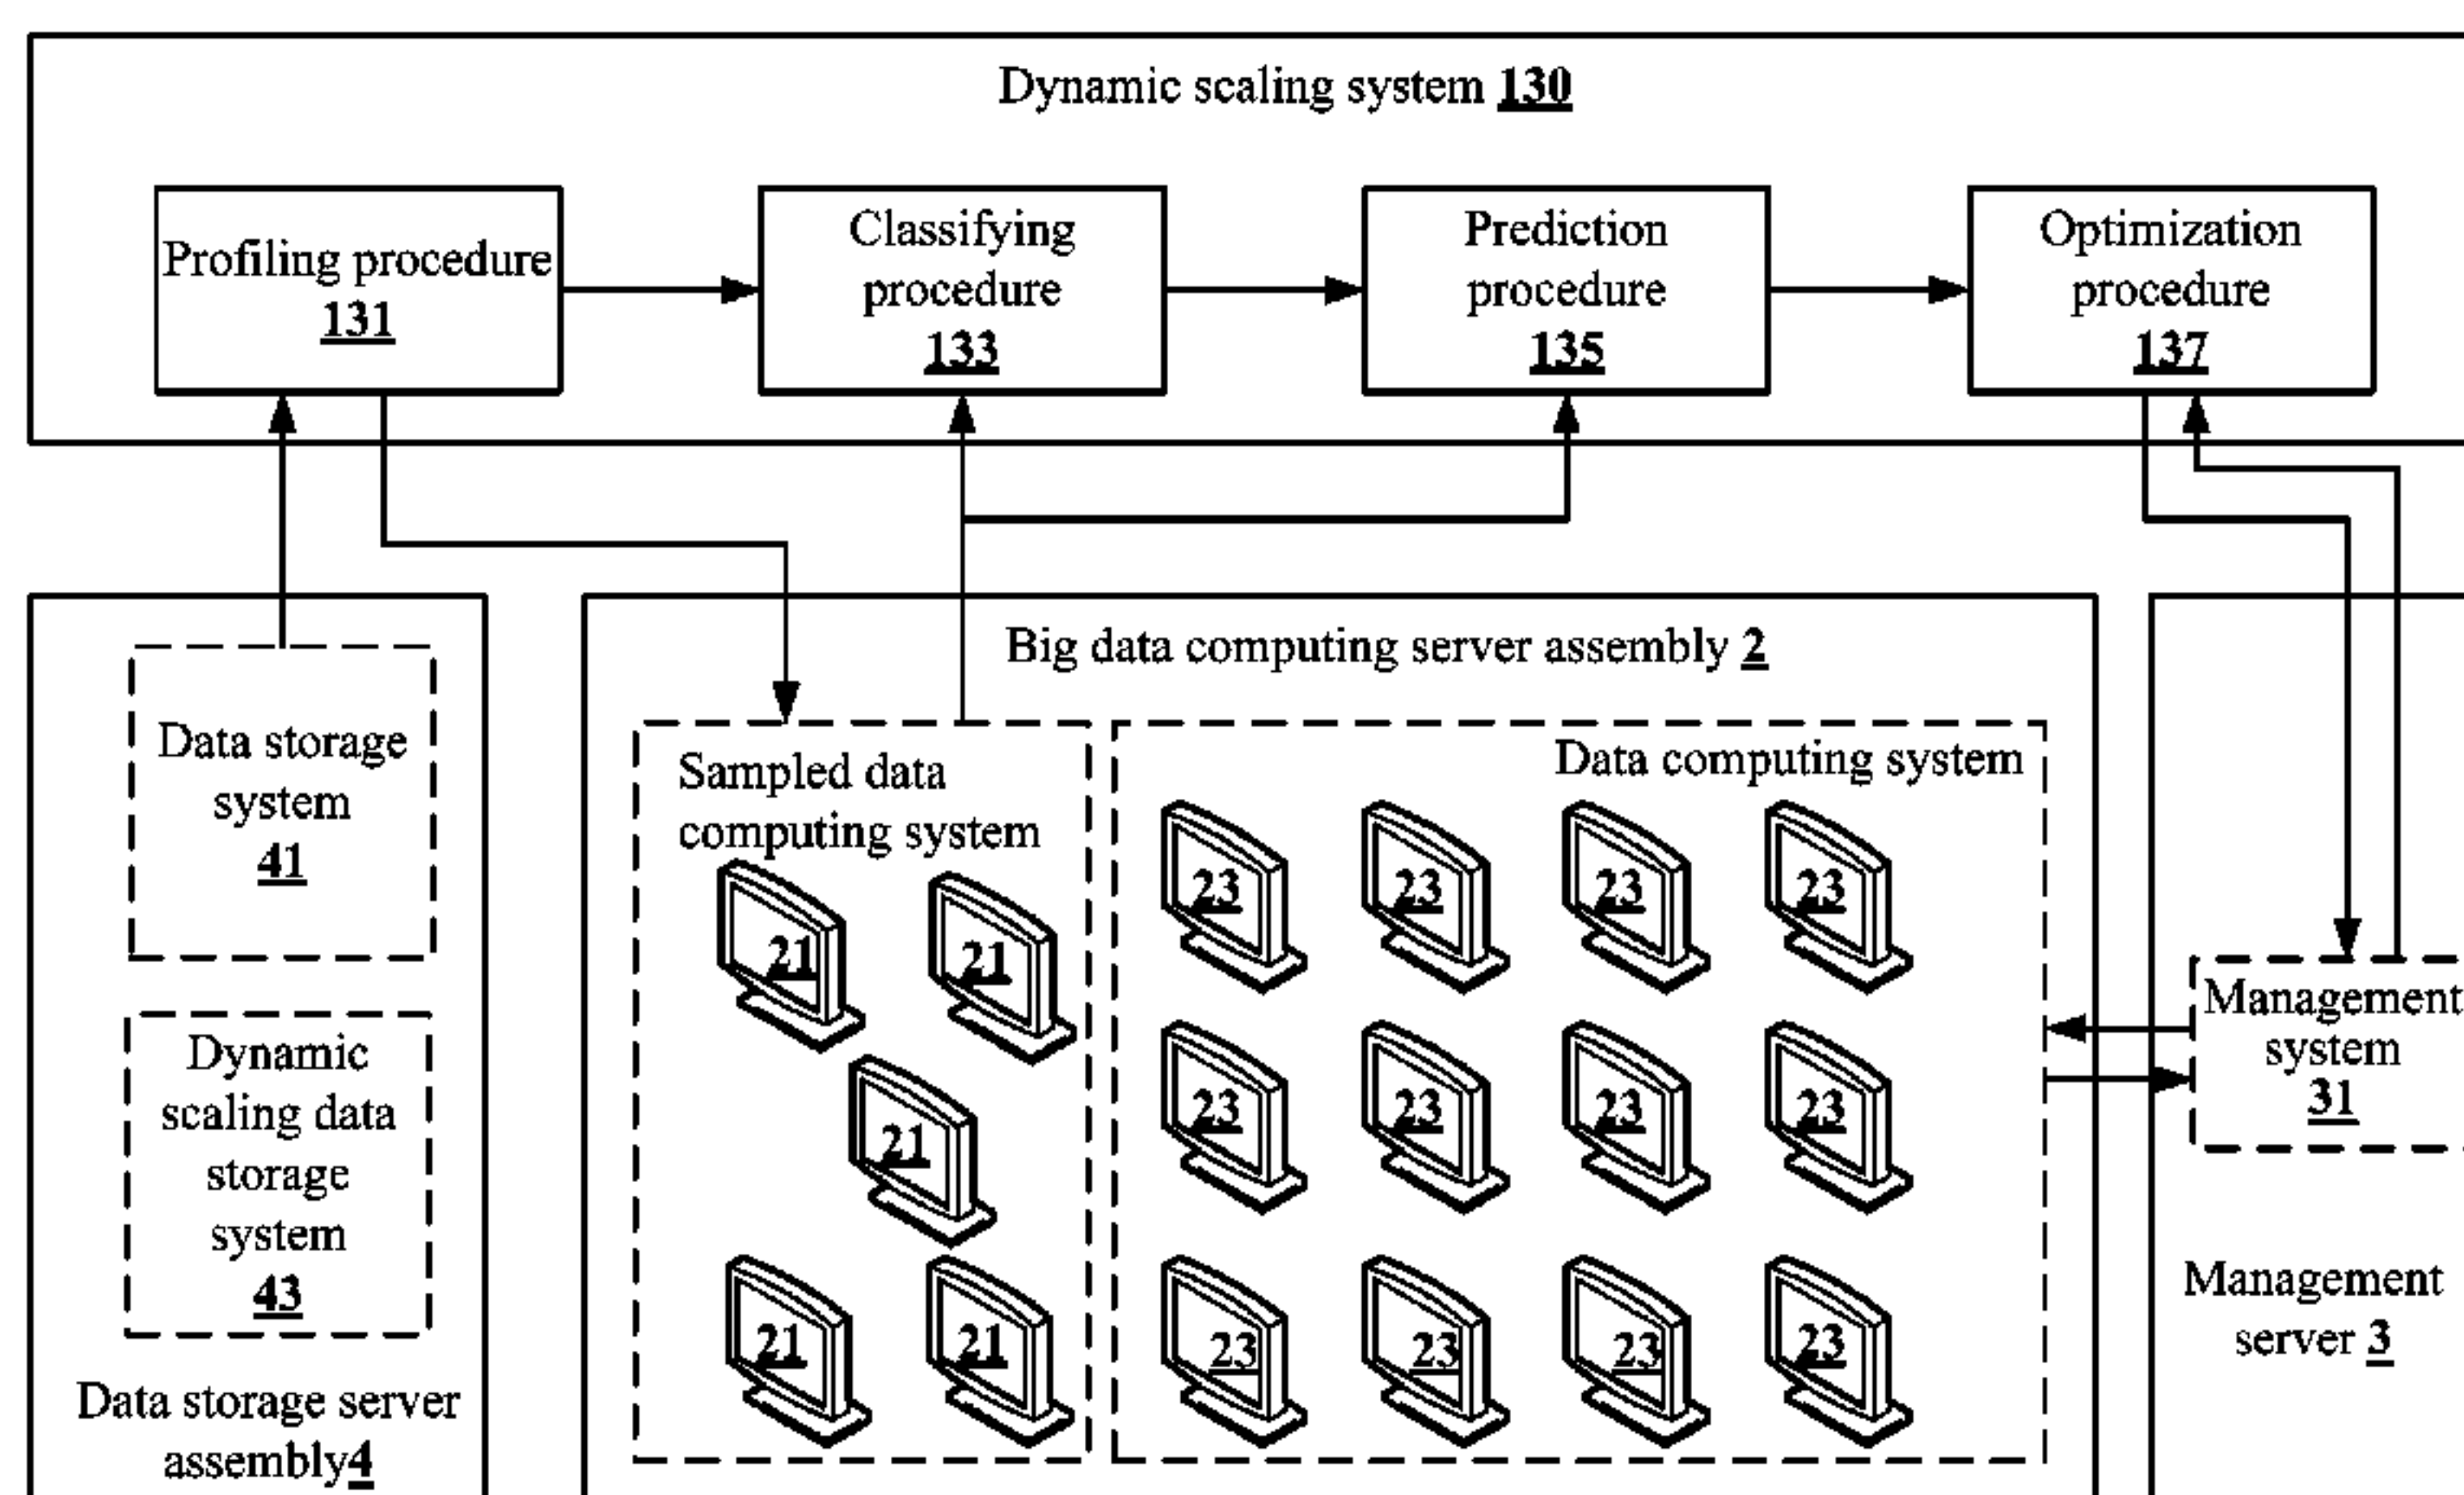 Dynamic scaling system 130
Profiling procedure
131
Classifying
procedure
133
Prediction
procedure
135
Optimization
procedure
137
Data storage
system
41
Dynamic
scaling data
storage
system
43
Data storage server
assembly4
Big data computing server assembly 2
Sampled data
computing system
21
21
21
21
21
Data computing system
23
23
23
23
23
23
23
23
23
23
23
23
Management
system
31
Management
server 3